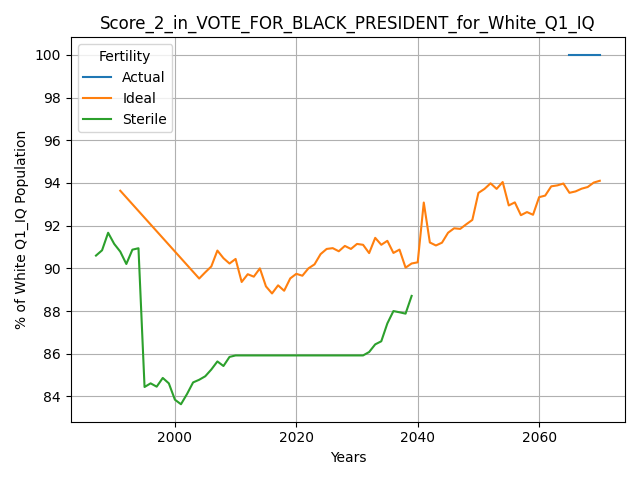 Score_2_in_VOTE_FOR_BLACK_PRESIDENT_for_White_Q1_IQ
Fertility
Actual
Ideal
Sterile
% of White Q1_IQ Population
100
98
96
94
92
90
88
86
84
2000
2020
2040
2060
Years